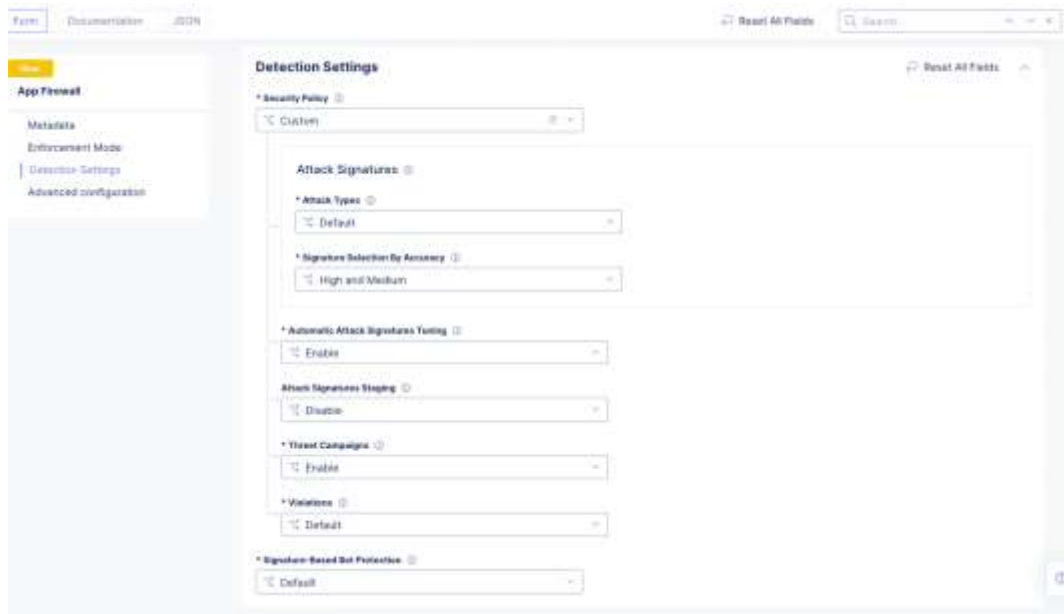 Form Documentation JSON
Reset All Fields
Search
New
App Firewall
Metadata
Enforcement Mode
Detection Settings
Advanced configuration
Detection Settings
Reset All Fields
* Security Policy
Custom
Attack Signatures
* Attack Types
Default
* Signature Selection By Accuracy
High and Medium
* Automatic Attack Signatures Tuning
Enable
Attack Signatures Staging
Disable
* Threat Campaigns
Enable
* Violations
Default
* Signature-Based Bot Protection
Default